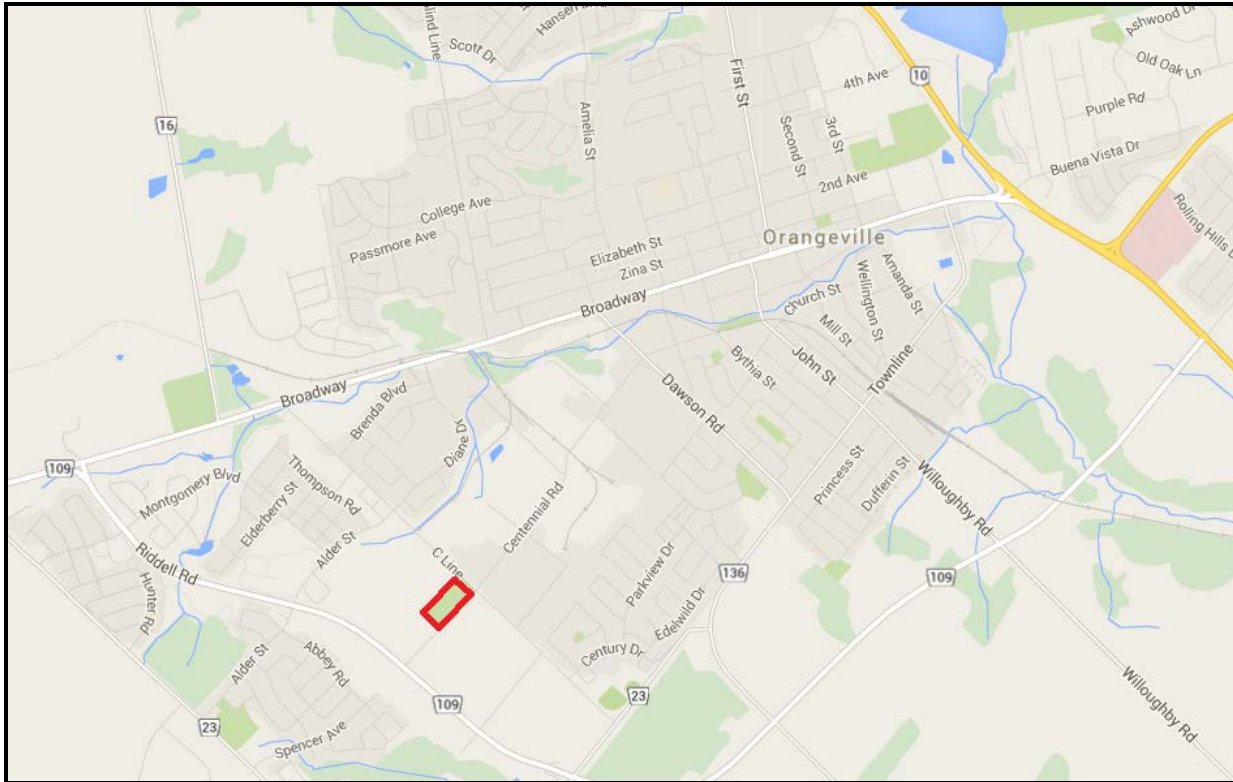 Hansen
Ashwood Dr
Scott Dr
lind Line
First St
Old Oak Ln
10
4th Ave
Purple Rd
16
Amelia St
Second St
3rd St
Buena Vista Dr
2nd Ave
College Ave
Rolling Hills
Passmore Ave
Elizabeth St
Orangeville
Zina St
Broadway
Church St
Wellington St
Amanda St
Mill St
John St
Bythia St
Townline
Broadway
Brenda Blvd
Dawson Rd
Diane Dr
109
Montgomery Blvd
Thompson Rd
Elderberry St
Princess St
Dufferin St
Willoughby Rd
Centennial Rd
Alder St
C Line
Riddell Rd
Hunter Rd
Parkview Dr
136
109
Edelwild Dr
Century Dr
Alder St
Abbey Rd
23
109
23
Spencer Ave
Willoughby Rd